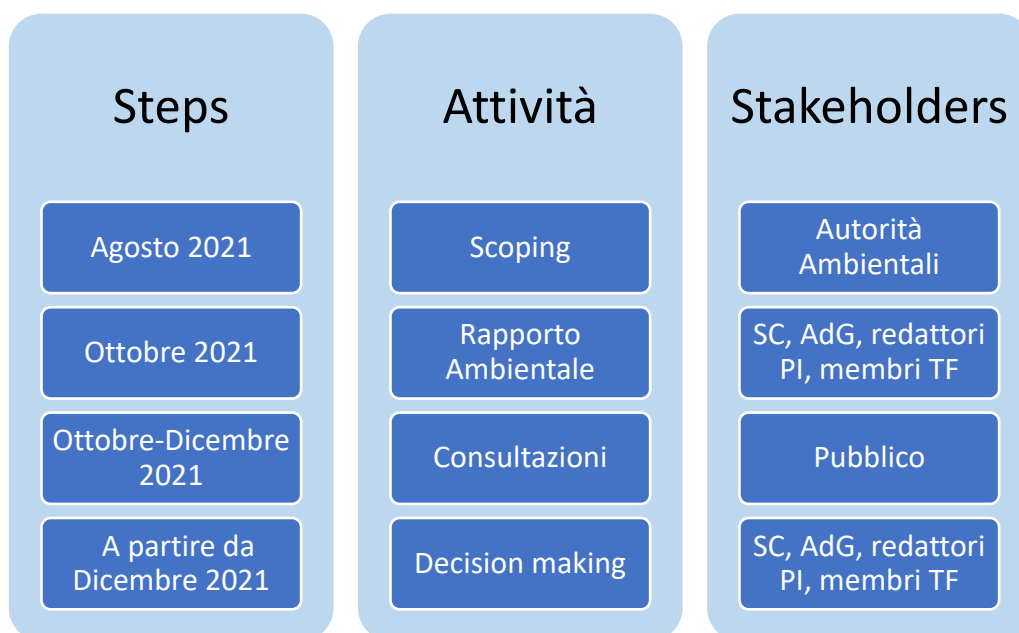 Steps
Agosto 2021
Ottobre 2021
Ottobre-Dicembre
2021
A partire da
Dicembre 2021
Attività
Scoping
Rapporto
Ambientale
Consultazioni
Decision making
Stakeholders
Autorità
Ambientali
SC, AdG, redattori
PI, membri TF
Pubblico
SC, AdG, redattori
PI, membri TF